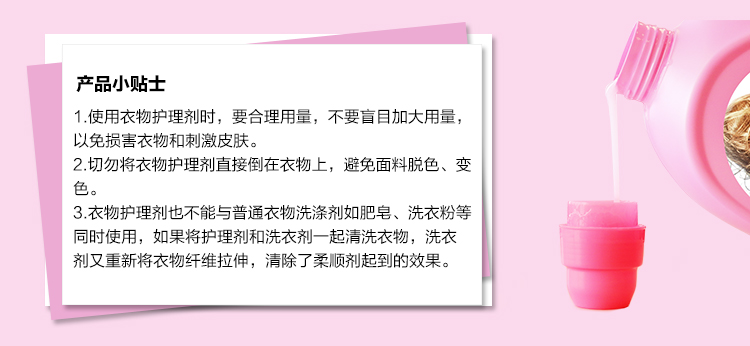 产品小贴士
1.使用衣物护理剂时，要合理用量，不要盲目加大用量，
以免损害衣物和刺激皮肤。
2.切勿将衣物护理剂直接倒在衣物上，避免面料脱色、变
色。
3.衣物护理剂也不能与普通衣物洗涤剂如肥皂、洗衣粉等
同时使用，如果将护理剂和洗衣剂一起清洗衣物，洗衣
剂又重新将衣物纤维拉伸，清除了柔顺剂起到的效果。